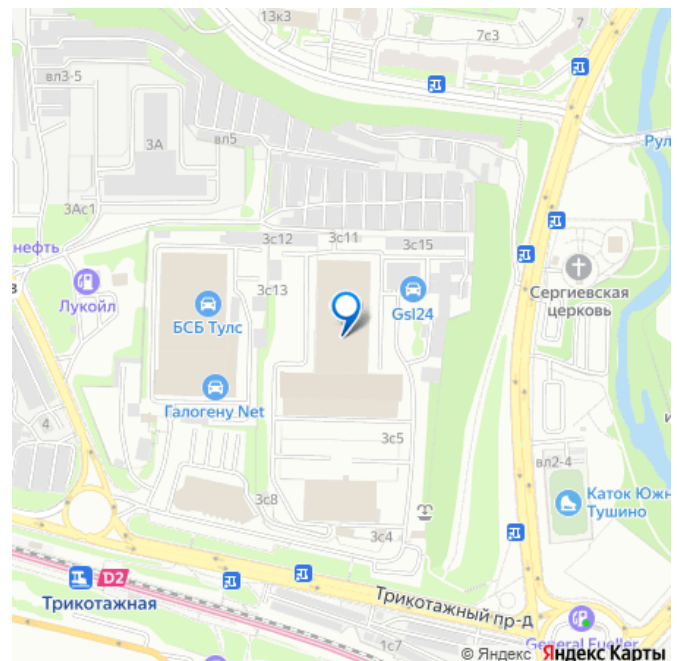 13к3
7с3
7
вл3-5
3А
вл5
Рул
3Ас1
3с12
3с11
3с15
нефть
в
Лукойл
3с13
БСБ Тулс
Gsl24
Сергиевская
церковь
Галогену Net
4
3с5
и
вл2-4
3с8
3с4
Каток Южн
Тушино
D2
Трикотажная
Трикотажный пр-д
1с7
General Fueller
© Яндекс Яндекс Карты